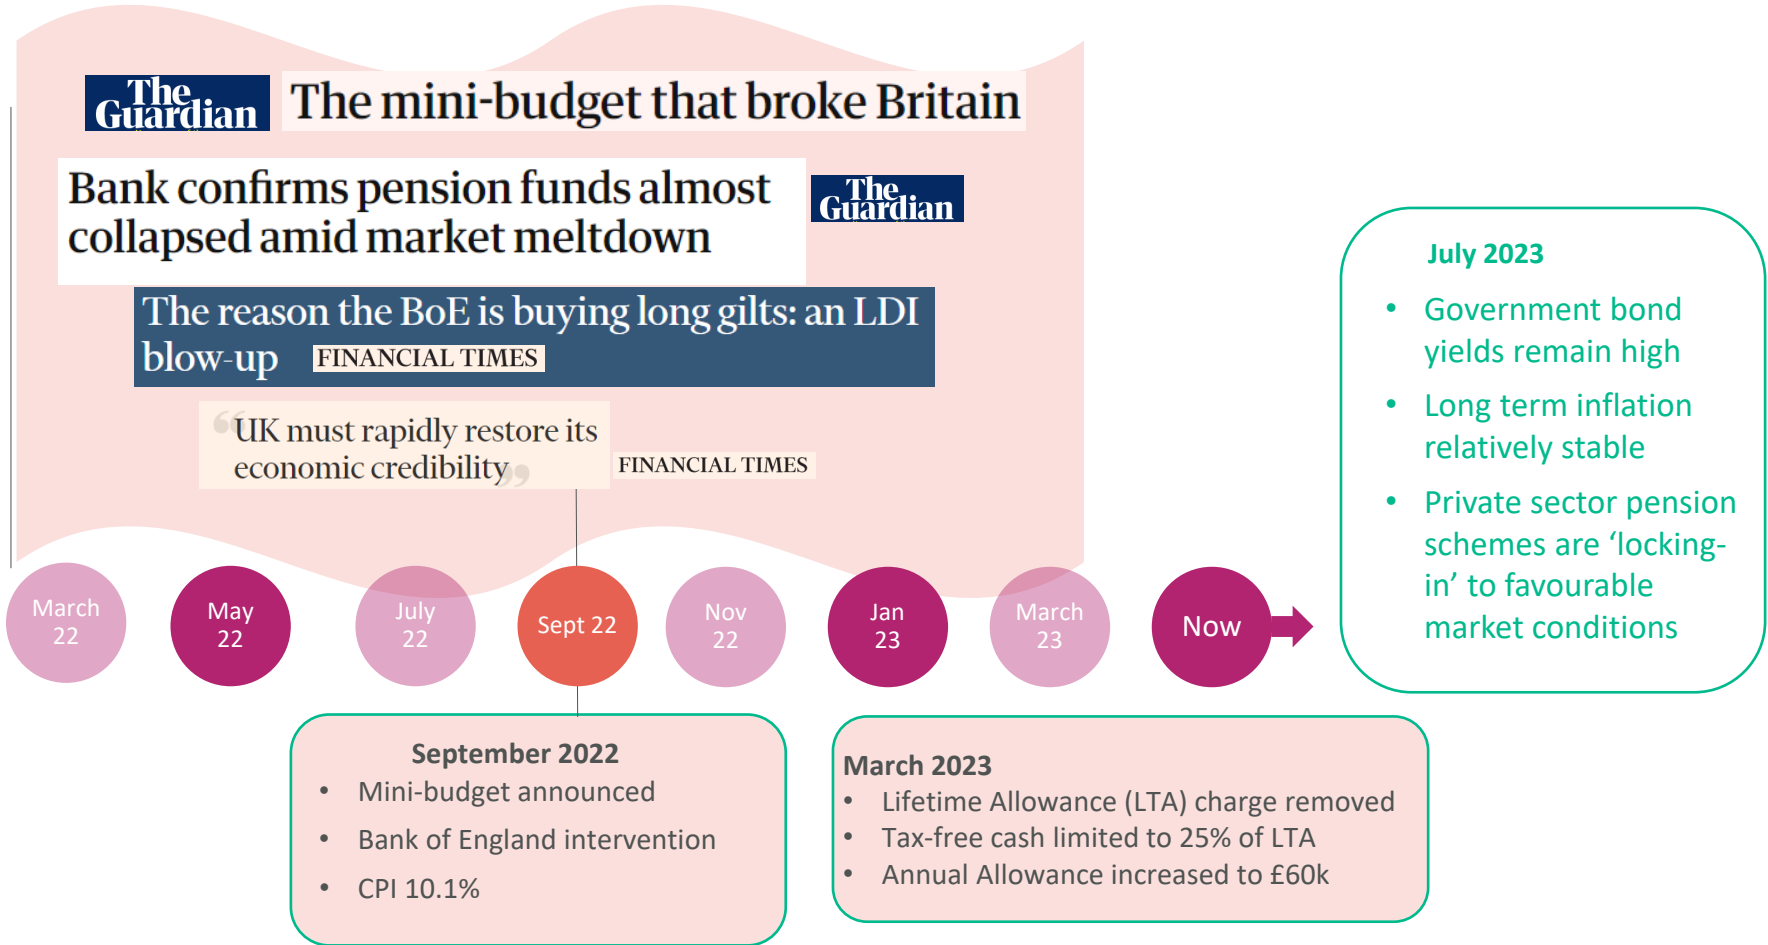 The
Guardian
The mini-budget that broke Britain
Bank confirms pension funds almost
collapsed amid market meltdown
The
Guardian
The reason the BoE is buying long gilts: an LDI
blow-up
FINANCIAL TIMES
“UK must rapidly restore its
economic credibility”
FINANCIAL TIMES
March
22
May
22
July
22
Sept 22
Nov
22
Jan
23
March
23
Now
September 2022
• Mini-budget announced
• Bank of England intervention
• CPI 10.1%
March 2023
• Lifetime Allowance (LTA) charge removed
• Tax-free cash limited to 25% of LTA
• Annual Allowance increased to £60k
July 2023
• Government bond
yields remain high
• Long term inflation
relatively stable
• Private sector pension
schemes are ‘locking-
in’ to favourable
market conditions